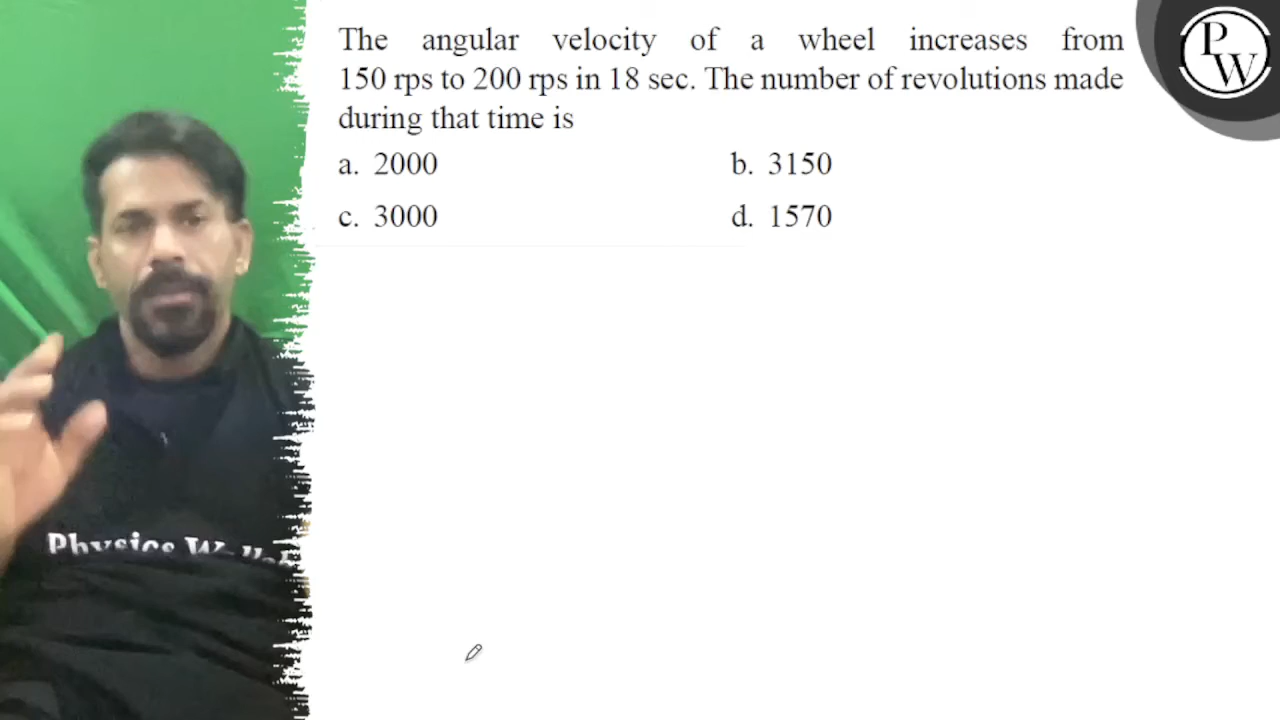 The angular velocity of a wheel increases from
150 rps to 200 rps in 18 sec. The number of revolutions made
during that time is
a. 2000 b. 3150
c. 3000 d. 1570
PW
Physics